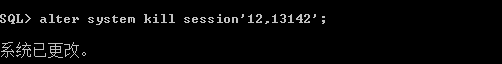 SQL> alter system kill session'12,13142';
系统已更改。